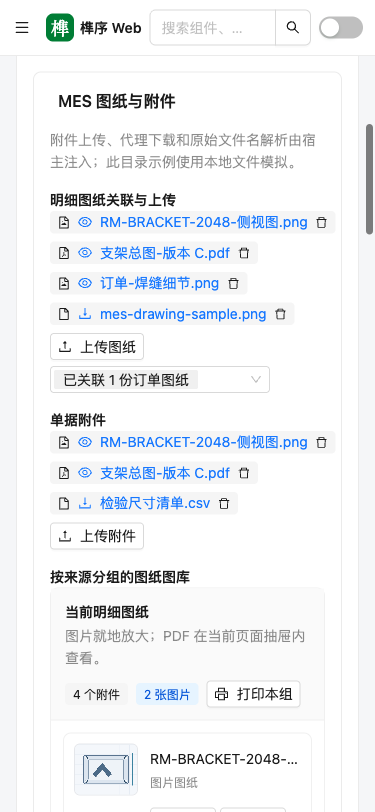 榫 榫序 Web 搜索组件、...
MES 图纸与附件
附件上传、代理下载和原始文件名解析由宿
主注入；此目录示例使用本地文件模拟。
明细图纸关联与上传
RM-BRACKET-2048-侧视图.png
支架总图-版本 C.pdf
订单-焊缝细节.png
mes-drawing-sample.png
上传图纸
已关联 1 份订单图纸
单据附件
RM-BRACKET-2048-侧视图.png
支架总图-版本 C.pdf
检验尺寸清单.csv
上传附件
按来源分组的图纸图库
当前明细图纸
图片就地放大；PDF 在当前页面抽屉内
查看。
4 个附件 2 张图片 打印本组
RM-BRACKET-2048-...
图片图纸